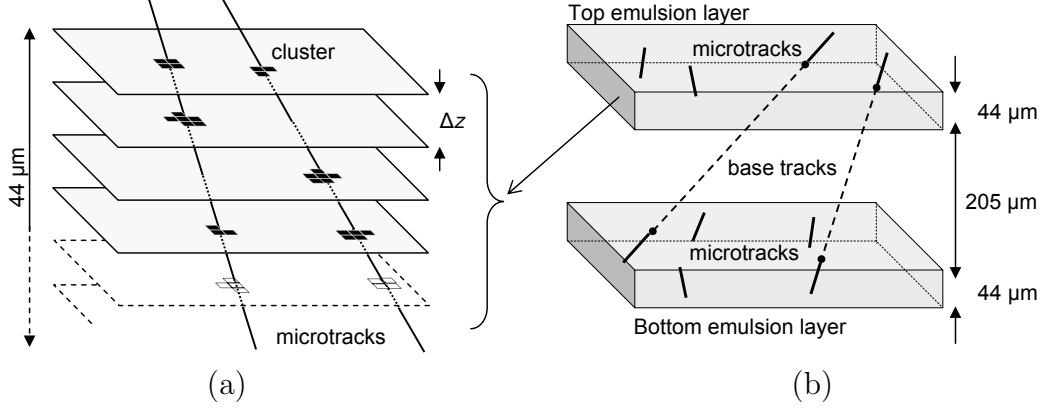 cluster
Δz
44 μm
microtracks
(a)
Top emulsion layer
microtracks
44 μm
base tracks
205 μm
microtracks
44 μm
Bottom emulsion layer
(b)